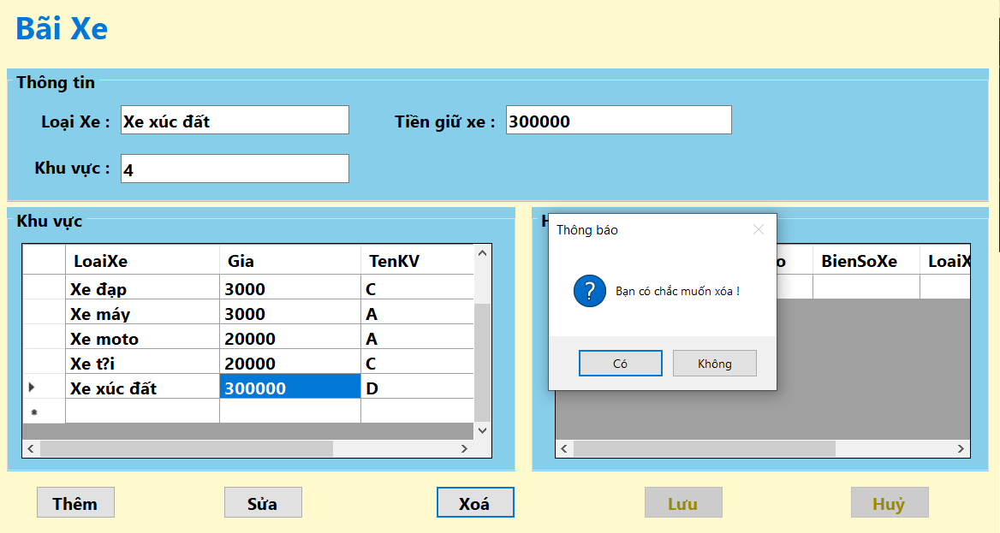 Bãi Xe
Thông tin
Loại Xe : Xe xúc đất Tiền giữ xe : 300000
Khu vực : 4
Khu vực
LoaiXe Gia TenKV
Xe đạp 3000 C
Xe máy 3000 A
Xe moto 20000 A
Xe t?i 20000 C
Xe xúc đất 300000 D
BienSoXe
Thông báo
Bạn có chắc muốn xóa !
Có Không
Thêm Sửa Xoá Lưu Huỷ